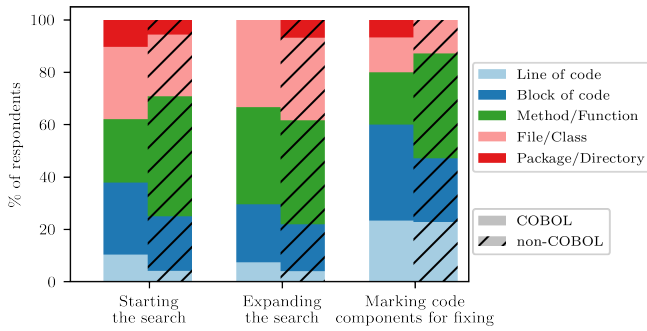 100
80
60
40
20
0
% of respondents
Starting
the search
Expanding
the search
Marking code
components for fixing
Line of code
Block of code
Method/Function
File/Class
Package/Directory
COBOL
non-COBOL